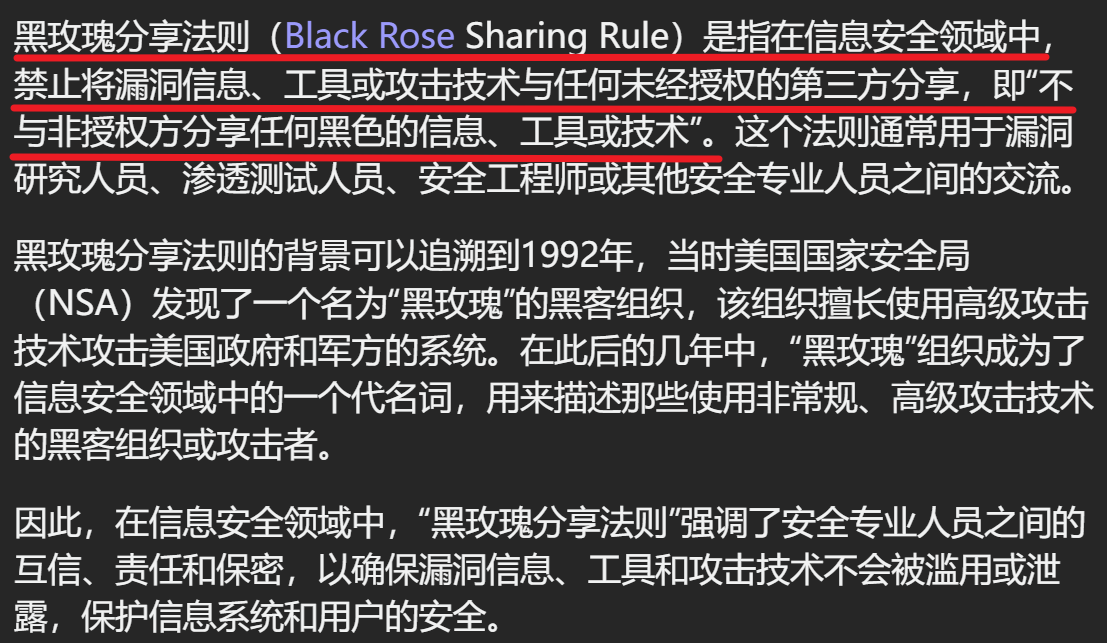 黑玫瑰分享法则（Black Rose Sharing Rule）是指在信息安全领域中，
禁止将漏洞信息、工具或攻击技术与任何未经授权的第三方分享，即“不
与非授权方分享任何黑色的信息、工具或技术”。这个法则通常用于漏洞
研究人员、渗透测试人员、安全工程师或其他安全专业人员之间的交流。
黑玫瑰分享法则的背景可以追溯到1992年，当时美国国家安全局
（NSA）发现了一个名为“黑玫瑰”的黑客组织，该组织擅长使用高级攻击
技术攻击美国政府和军方的系统。在此后的几年中，“黑玫瑰”组织成为了
信息安全领域中的一个代名词，用来描述那些使用非常规、高级攻击技术
的黑客组织或攻击者。
因此，在信息安全领域中，“黑玫瑰分享法则”强调了安全专业人员之间的
互信、责任和保密，以确保漏洞信息、工具和攻击技术不会被滥用或泄
露，保护信息系统和用户的安全。